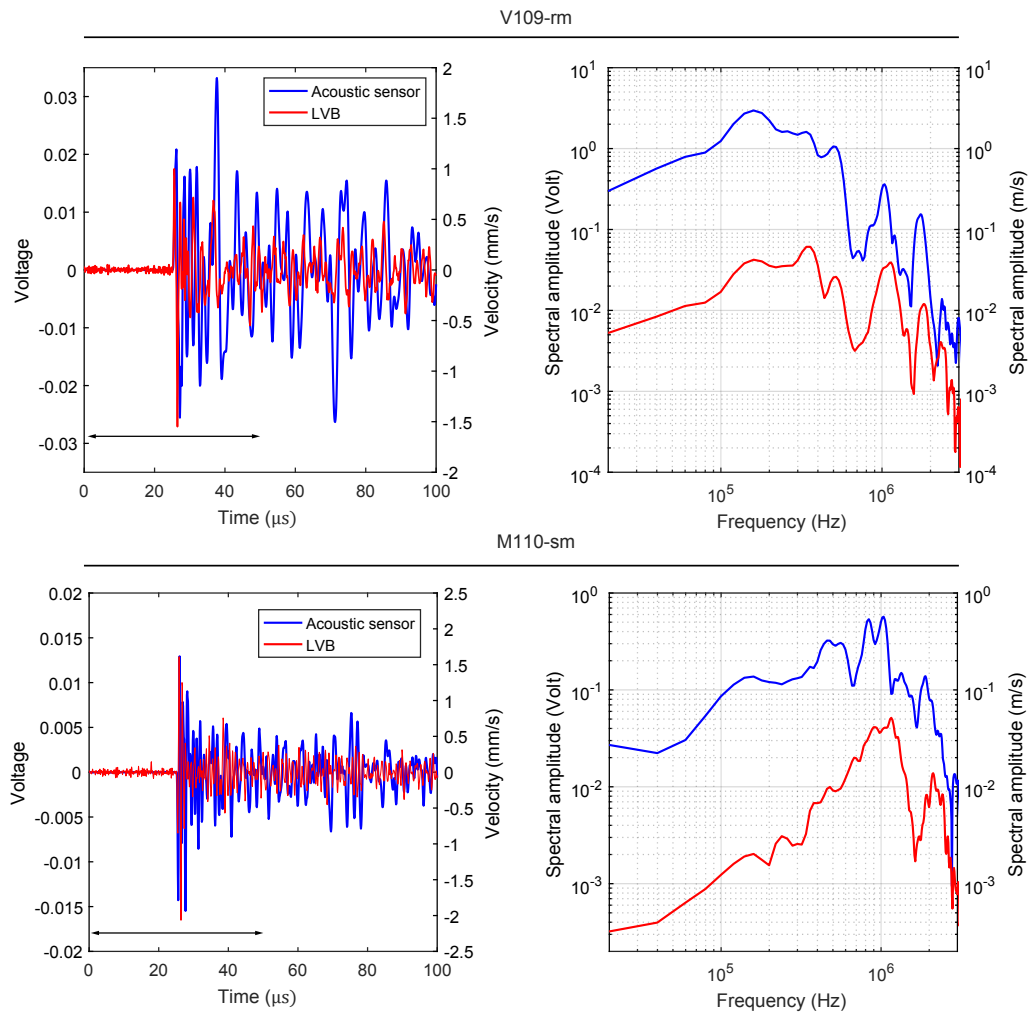 V109-rm
Acoustic sensor
LVB
0.03
0.02
0.01
0
-0.01
-0.02
-0.03
Voltage
2
1.5
1
0.5
0
-0.5
-1
-1.5
-2
Velocity (mm/s)
0 20 40 60 80 100
Time (μs)
10^1
10^0
10^-1
10^-2
10^-3
10^-4
Spectral amplitude (Volt)
10^1
10^0
10^-1
10^-2
10^-3
10^-4
Spectral amplitude (m/s)
10^5 10^6
Frequency (Hz)
M110-sm
Acoustic sensor
LVB
0.02
0.015
0.01
0.005
0
-0.005
-0.01
-0.015
-0.02
Voltage
2.5
2
1.5
1
0.5
0
-0.5
-1
-1.5
-2
-2.5
Velocity (mm/s)
0 20 40 60 80 100
Time (μs)
10^0
10^-1
10^-2
10^-3
Spectral amplitude (Volt)
10^0
10^-1
10^-2
10^-3
Spectral amplitude (m/s)
10^5 10^6
Frequency (Hz)